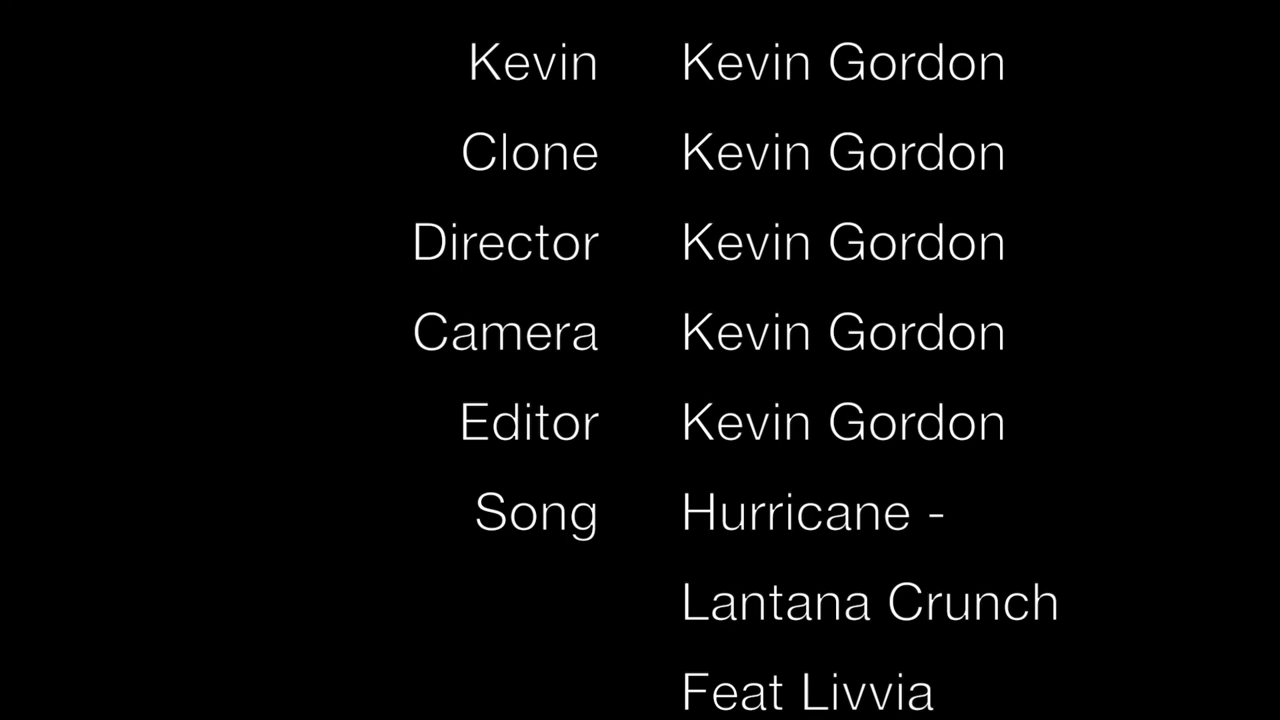 Kevin Kevin Gordon
Clone Kevin Gordon
Director Kevin Gordon
Camera Kevin Gordon
Editor Kevin Gordon
Song Hurricane -
Lantana Crunch
Feat Livvia